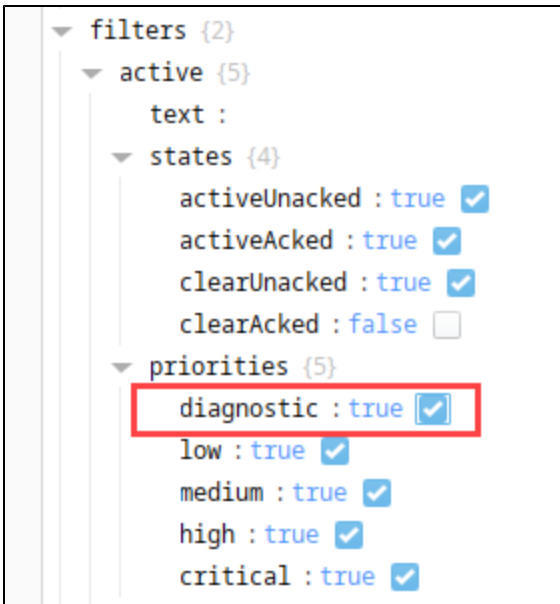 filters {2}
active {5}
text :
states {4}
activeUnacked : true
activeAcked : true
clearUnacked : true
clearAcked : false
priorities {5}
diagnostic : true
low : true
medium : true
high : true
critical : true